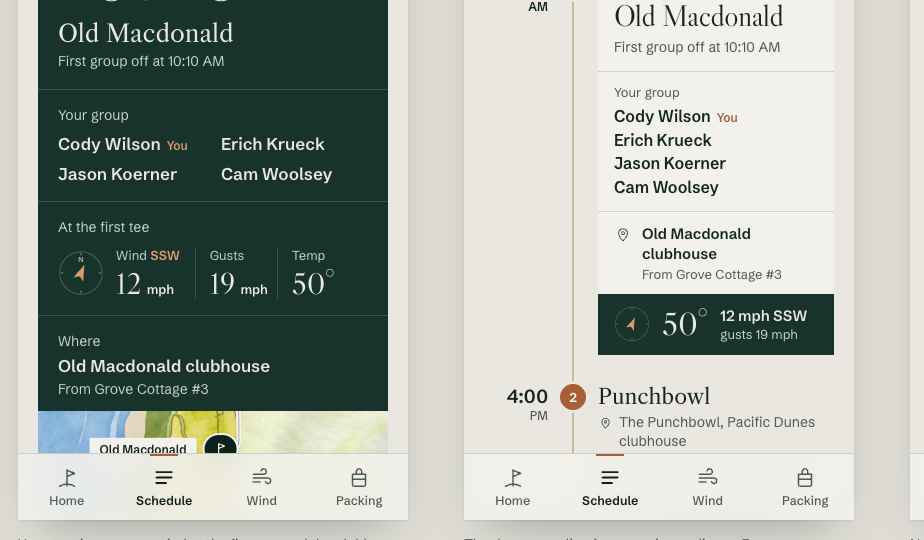 Old Macdonald
First group off at 10:10 AM
Your group
Cody Wilson You
Erich Krueck
Jason Koerner
Cam Woolsey
At the first tee
N
Wind SSW
12 mph
Gusts
19 mph
Temp
50°
Where
Old Macdonald clubhouse
From Grove Cottage #3
Old Macdonald
Home
Schedule
Wind
Packing
AM
Old Macdonald
First group off at 10:10 AM
Your group
Cody Wilson You
Erich Krueck
Jason Koerner
Cam Woolsey
Old Macdonald
clubhouse
From Grove Cottage #3
50°
12 mph SSW
gusts 19 mph
4:00
PM
2
Punchbowl
The Punchbowl, Pacific Dunes
clubhouse
Home
Schedule
Wind
Packing